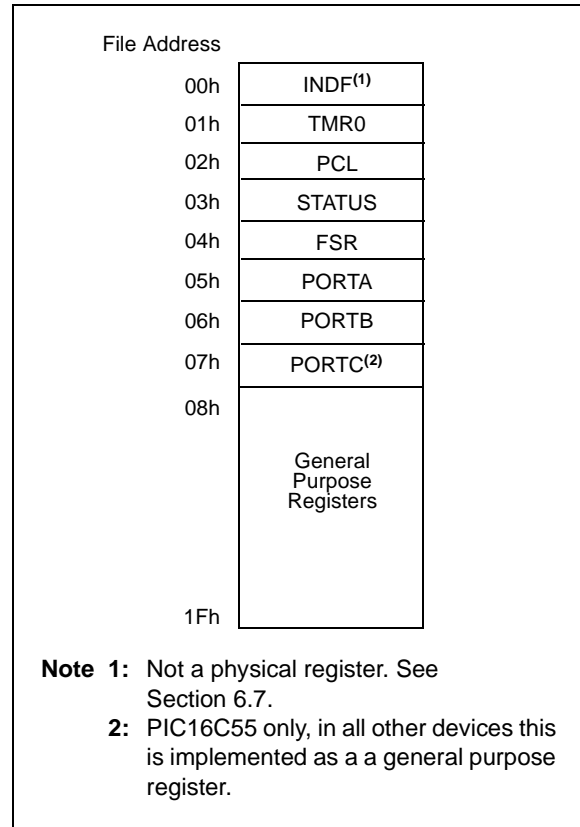 File Address
00h INDF(1)
01h TMR0
02h PCL
03h STATUS
04h FSR
05h PORTA
06h PORTB
07h PORTC(2)
08h
General
Purpose
Registers
1Fh
Note 1: Not a physical register. See
Section 6.7.
2: PIC16C55 only, in all other devices this
is implemented as a a general purpose
register.